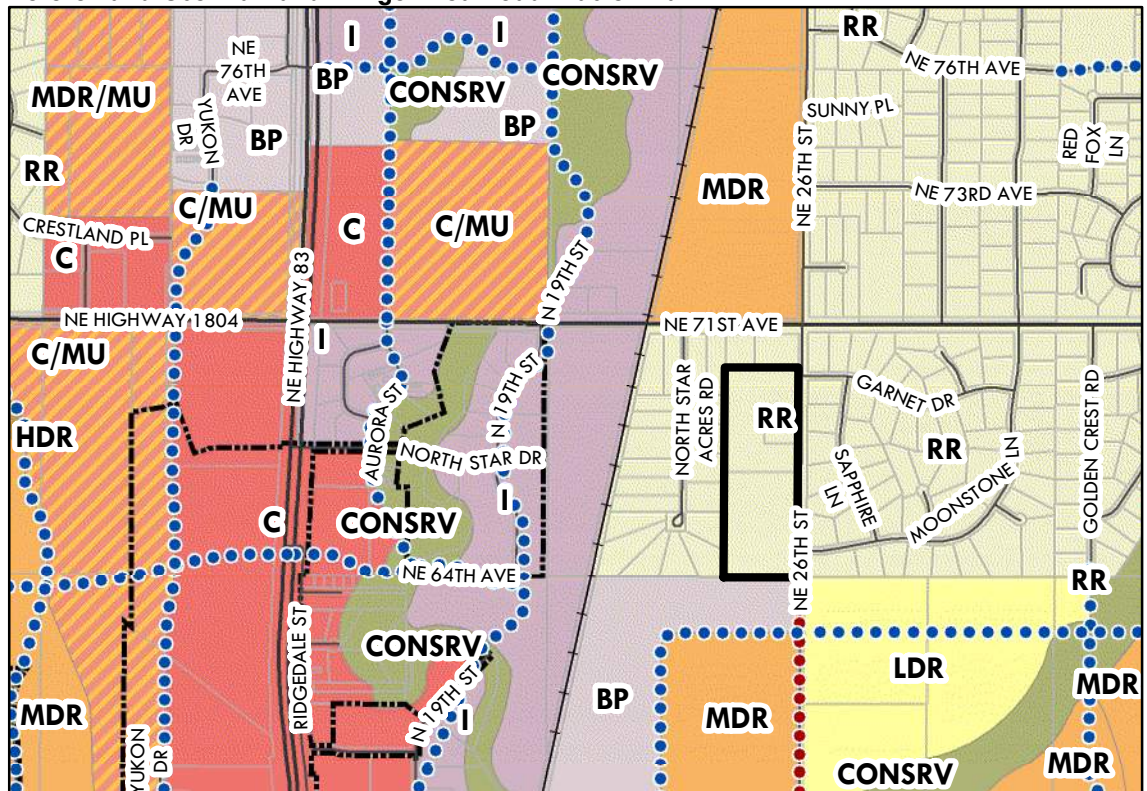 I
I
RR
NE
76TH
AVE
BP
CONSRV
CONSRV
NE 76TH AVE
MDR/MU
YUKON
DR
BP
BP
SUNNY PL
RED
FOX
LN
RR
MDR
NE 26TH ST
NE 73RD AVE
C/MU
C
C/MU
CRESTLAND PL
C
NE HIGHWAY 83
N 19TH ST
NE HIGHWAY 1804
I
NE 71ST AVE
C/MU
N 19TH ST
NORTH STAR
ACRES RD
RR
GARNET DR
GOLDEN CREST RD
HDR
AURORA ST
NORTH STAR DR
RR
SAPPHIRE
LN
MOONSTONE LN
I
C
CONSRV
NE 64TH AVE
NE 26TH ST
RR
RIDGEDALE ST
CONSRV
LDR
MDR
BP
MDR
MDR
N 19TH ST
I
YUKON
DR
CONSRV
MDR